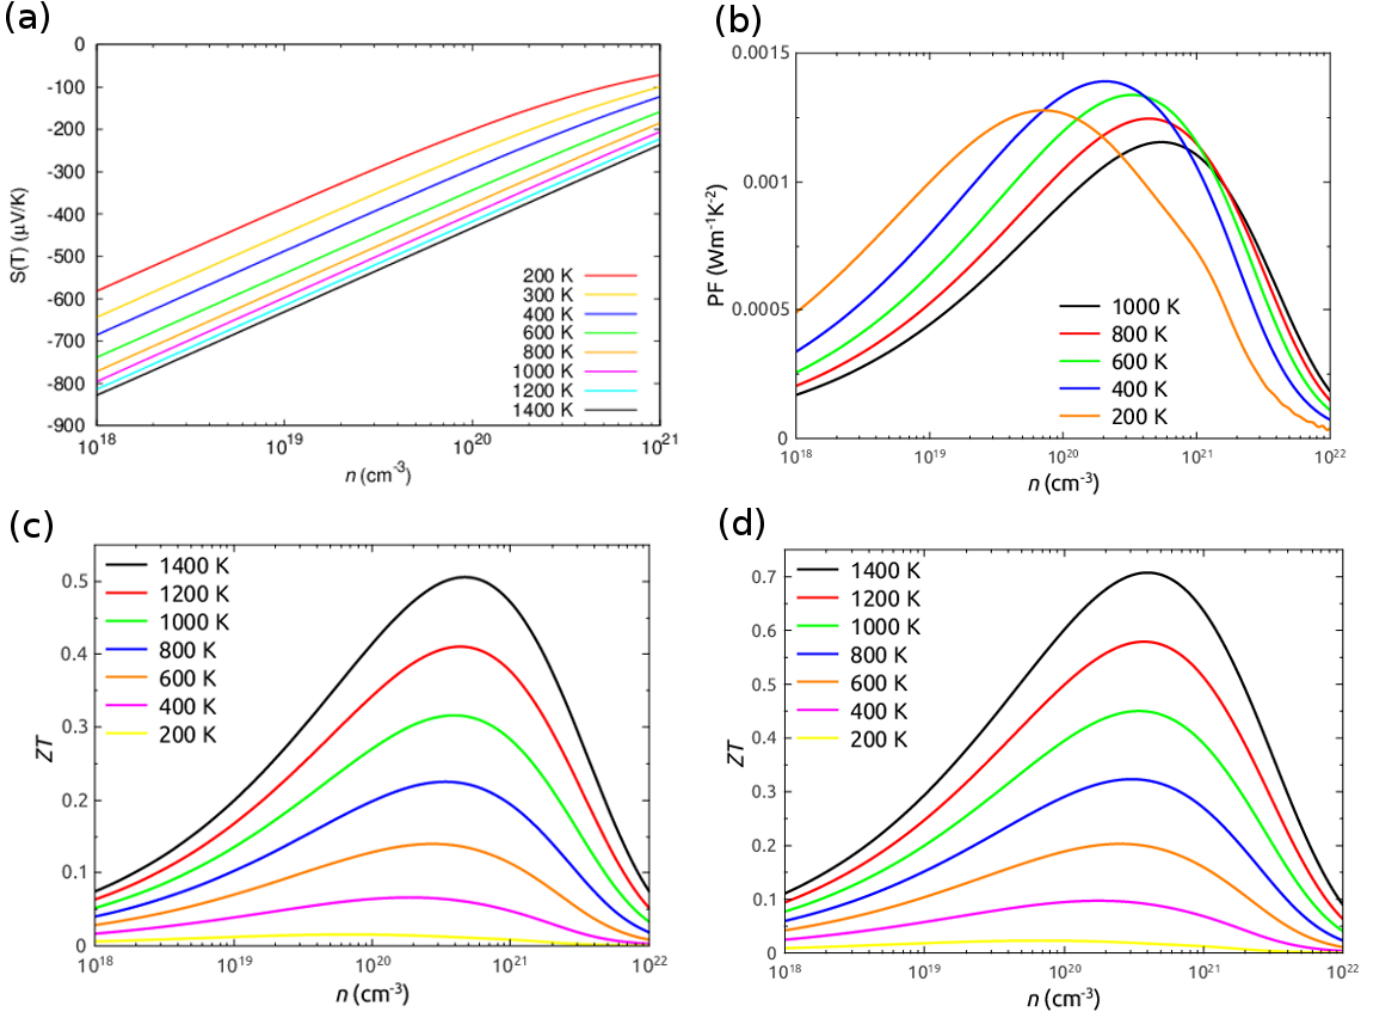 (a)
0
-100
-200
-300
-400
-500
-600
-700
-800
-900
S(T) (μV/K)
200 K
300 K
400 K
600 K
800 K
1000 K
1200 K
1400 K
10^18 10^19 10^20 10^21
n (cm^-3)
(b)
0.0015
0.001
0.0005
0
PF (Wm^-1K^-2)
1000 K
800 K
600 K
400 K
200 K
10^18 10^19 10^20 10^21 10^22
n (cm^-3)
(c)
0.5
0.4
0.3
0.2
0.1
0
ZT
1400 K
1200 K
1000 K
800 K
600 K
400 K
200 K
10^18 10^19 10^20 10^21 10^22
n (cm^-3)
(d)
0.7
0.6
0.5
0.4
0.3
0.2
0.1
0
ZT
1400 K
1200 K
1000 K
800 K
600 K
400 K
200 K
10^18 10^19 10^20 10^21 10^22
n (cm^-3)